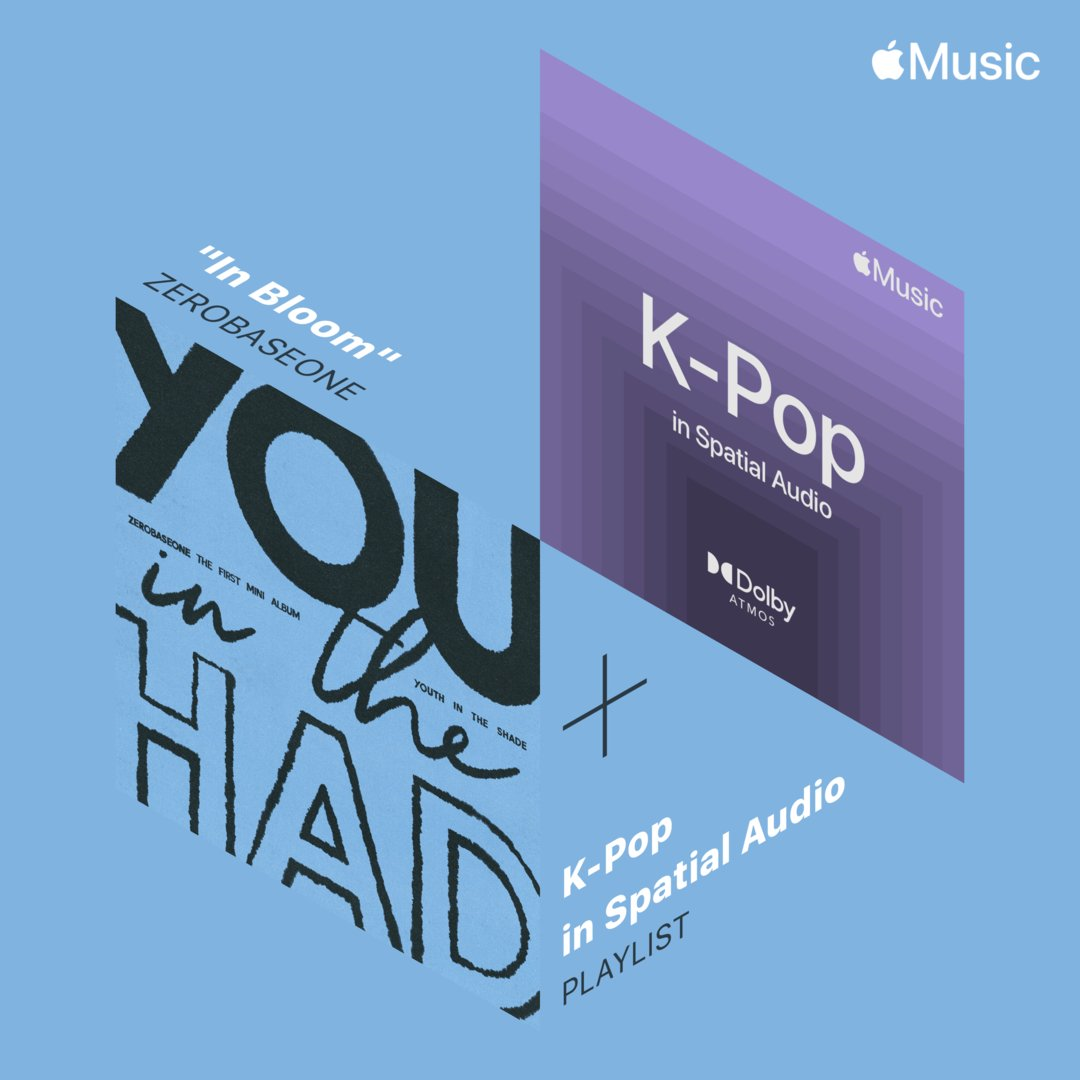 Music
"In Bloom"
ZEROBASEONE
YOU
ZEROBASEONE THE FIRST MINI ALBUM
in the
YOUTH IN THE SHADE
HAD
Music
K-Pop
in Spatial Audio
Dolby
ATMOS
K-Pop
in Spatial Audio
PLAYLIST